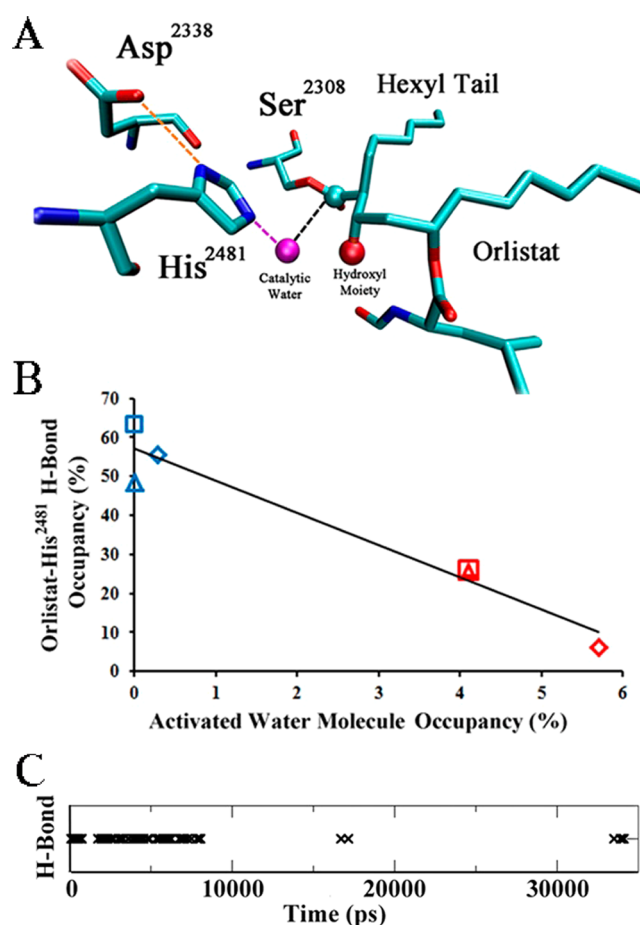 A
Asp2338
Ser2308
Hexyl Tail
His2481
Catalytic
Water
Hydroxyl
Moiety
Orlistat
B
Orlistat-His2481 H-Bond
Occupancy (%)
70
60
50
40
30
20
10
0
0 1 2 3 4 5 6
Activated Water Molecule Occupancy (%)
C
H-Bond
0 10000 20000 30000
Time (ps)